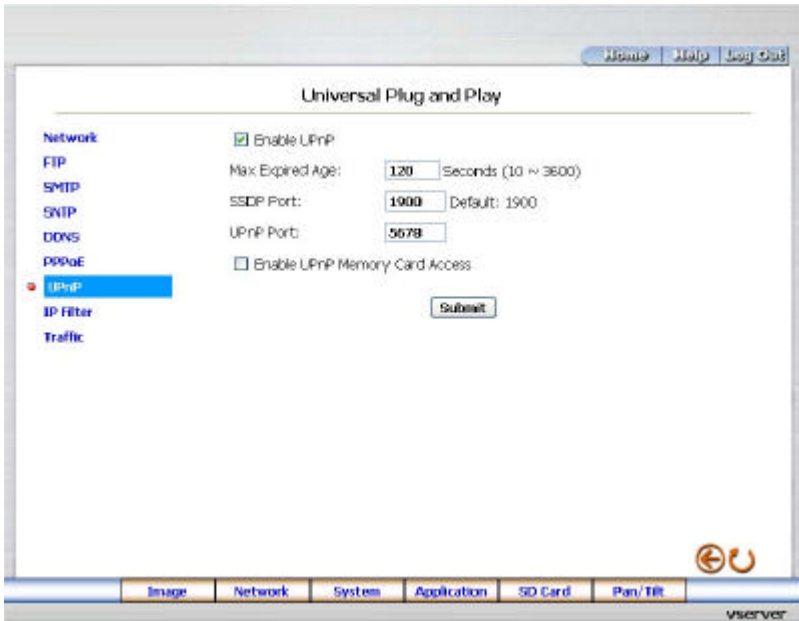 Home Help Log Out
Universal Plug and Play
Network
FTP
SMTP
SNTP
DDNS
PPPoE
UPnP
IP Filter
Traffic
Enable UPnP
Max Expired Age: 120 Seconds (10 ~ 3600)
SSDP Port: 1900 Default: 1900
UPnP Port: 5678
Enable UPnP Memory Card Access
Submit
Image Network System Application SD Card Pan/Tilt
vserver